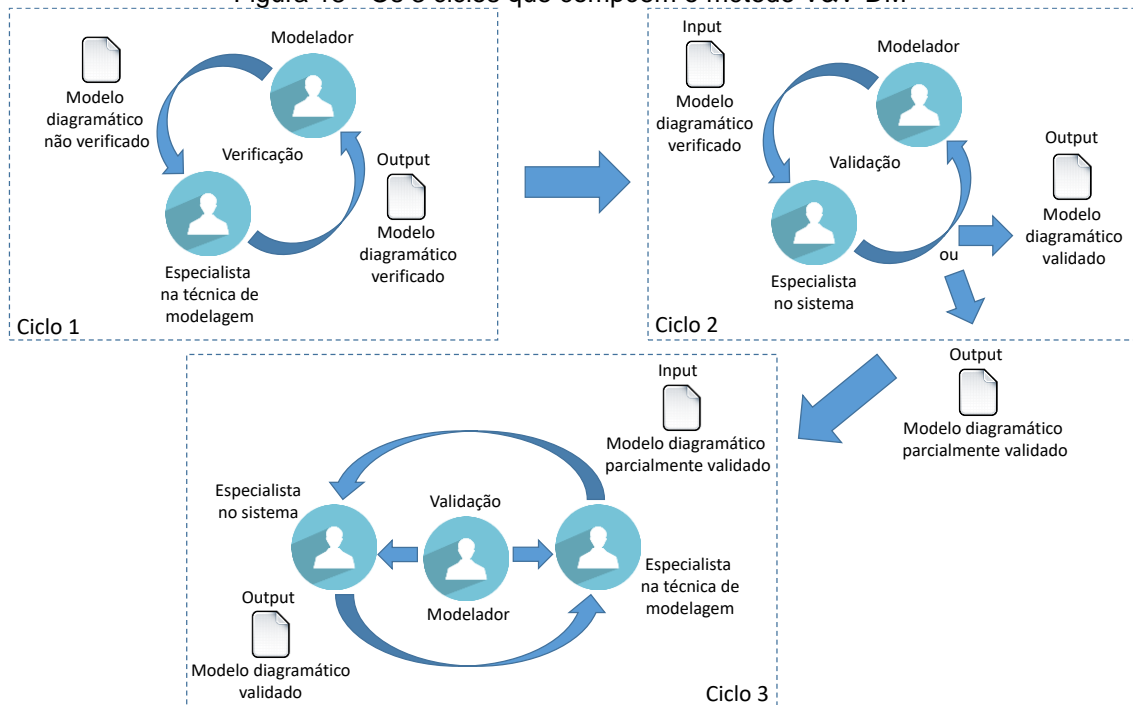 Modelador
Modelo
diagramático
não verificado
Verificação
Output
Modelo
diagramático
verificado
Especialista
na técnica de
modelagem
Ciclo 1
Input
Modelo
diagramático
verificado
Modelador
Validação
Output
Modelo
diagramático
validado
ou
Especialista
no sistema
Ciclo 2
Output
Modelo diagramático
parcialmente validado
Input
Modelo diagramático
parcialmente validado
Especialista
no sistema
Validação
Modelador
Especialista
na técnica de
modelagem
Output
Modelo diagramático
validado
Ciclo 3